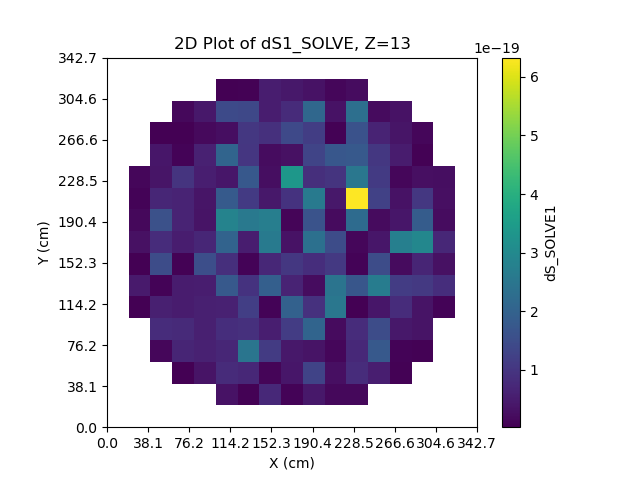 2D Plot of dS1_SOLVE, Z=13
1e−19
342.7
304.6
266.6
228.5
190.4
152.3
114.2
76.2
38.1
0.0
Y (cm)
0.0 38.1 76.2 114.2 152.3 190.4 228.5 266.6 304.6 342.7
X (cm)
6
5
4
3
2
1
dS_SOLVE1